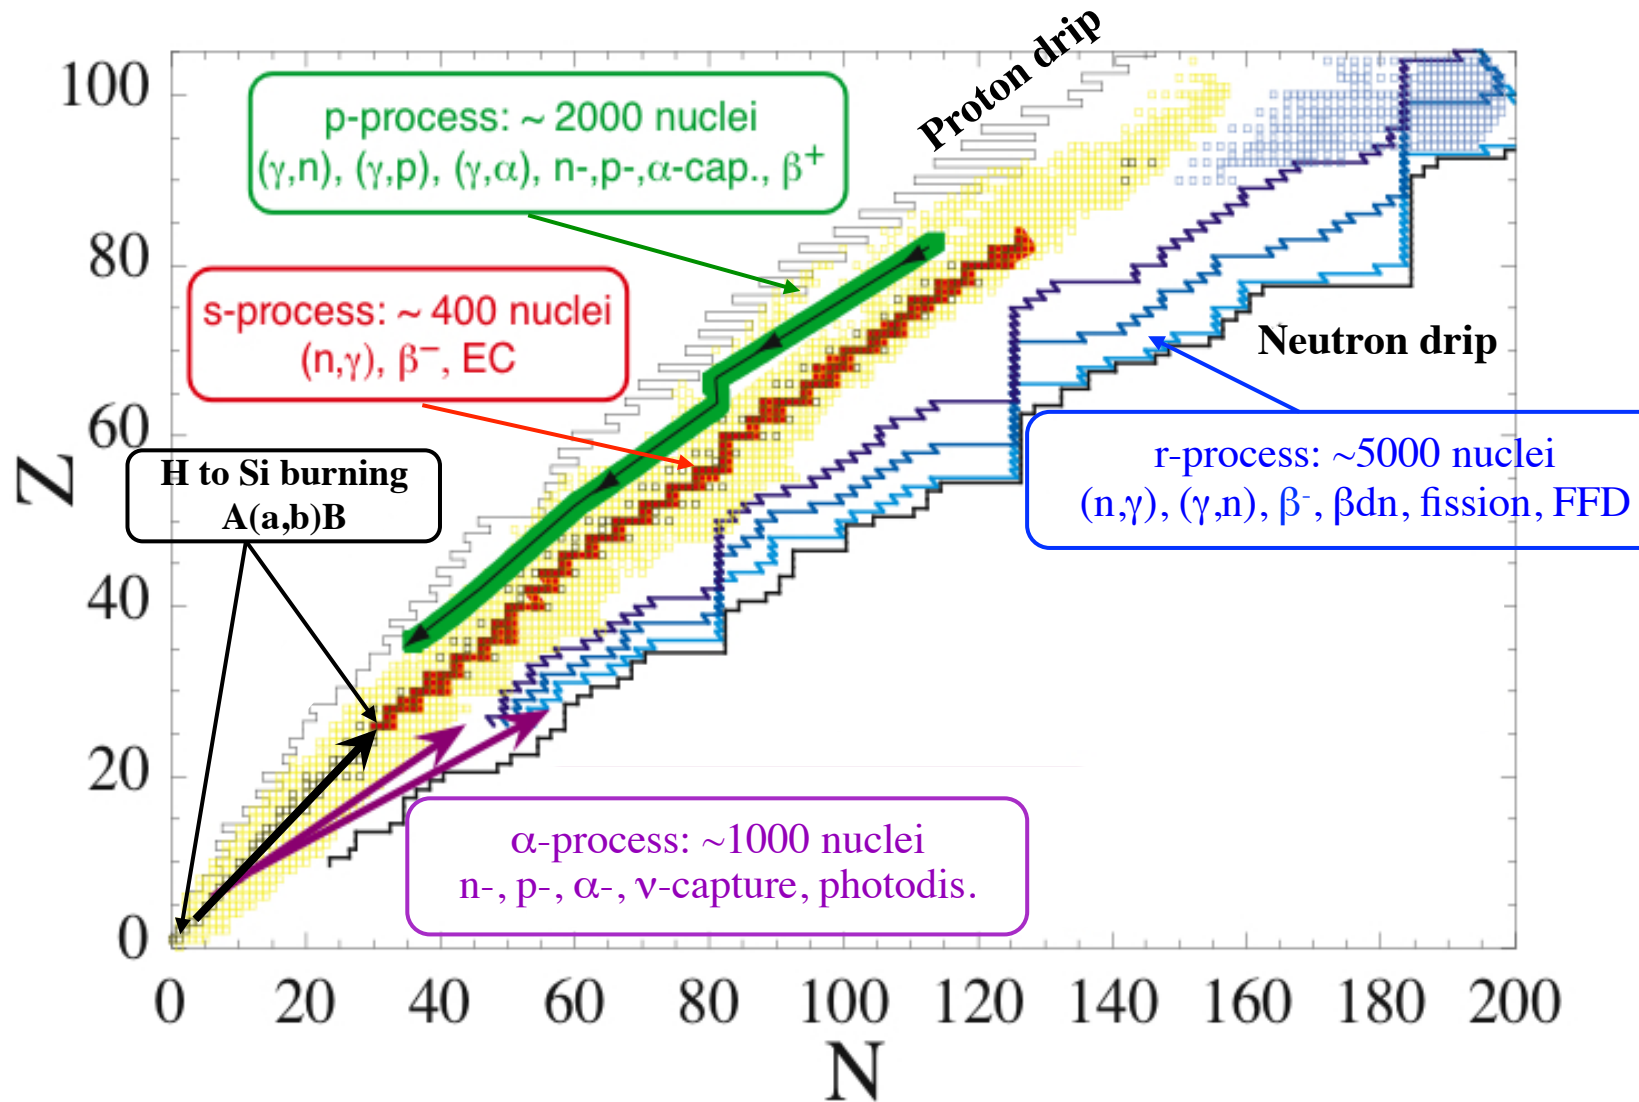 Proton drip
100
p-process: ~ 2000 nuclei
(γ,n), (γ,p), (γ,α), n-,p-,α-cap., β⁺
80
s-process: ~ 400 nuclei
(n,γ), β⁻, EC
Neutron drip
60
r-process: ~5000 nuclei
(n,γ), (γ,n), β-, βdn, fission, FFD
Z
H to Si burning
A(a,b)B
40
20
α-process: ~1000 nuclei
n-, p-, α-, ν-capture, photodis.
0
0 20 40 60 80 100 120 140 160 180 200
N